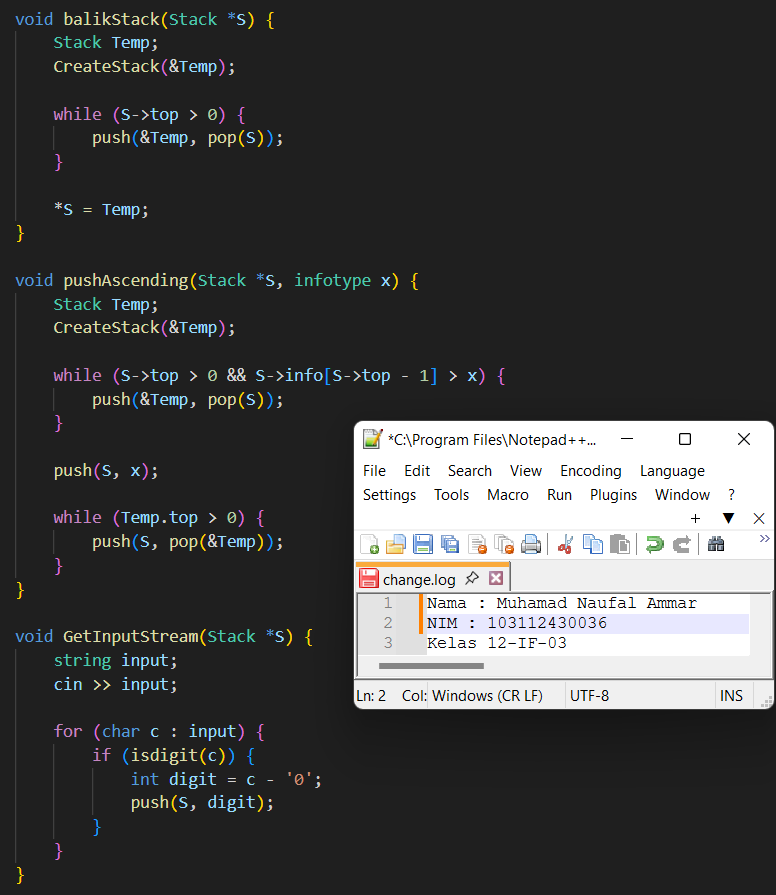 void balikStack(Stack *S) {
    Stack Temp;
    CreateStack(&Temp);

    while (S->top > 0) {
        push(&Temp, pop(S));
    }

    *S = Temp;
}

void pushAscending(Stack *S, infotype x) {
    Stack Temp;
    CreateStack(&Temp);

    while (S->top > 0 && S->info[S->top - 1] > x) {
        push(&Temp, pop(S));
    }

    push(S, x);

    while (Temp.top > 0) {
        push(S, pop(&Temp));
    }
}

void GetInputStream(Stack *S) {
    string input;
    cin >> input;

    for (char c : input) {
        if (isdigit(c)) {
            int digit = c - '0';
            push(S, digit);
        }
    }
}
*C:\Program Files\Notepad++...
File Edit Search View Encoding Language
Settings Tools Macro Run Plugins Window ?
change.log
1 Nama : Muhamad Naufal Ammar
2 NIM : 103112430036
3 Kelas 12-IF-03
Ln: 2 Col: Windows (CR LF) UTF-8 INS